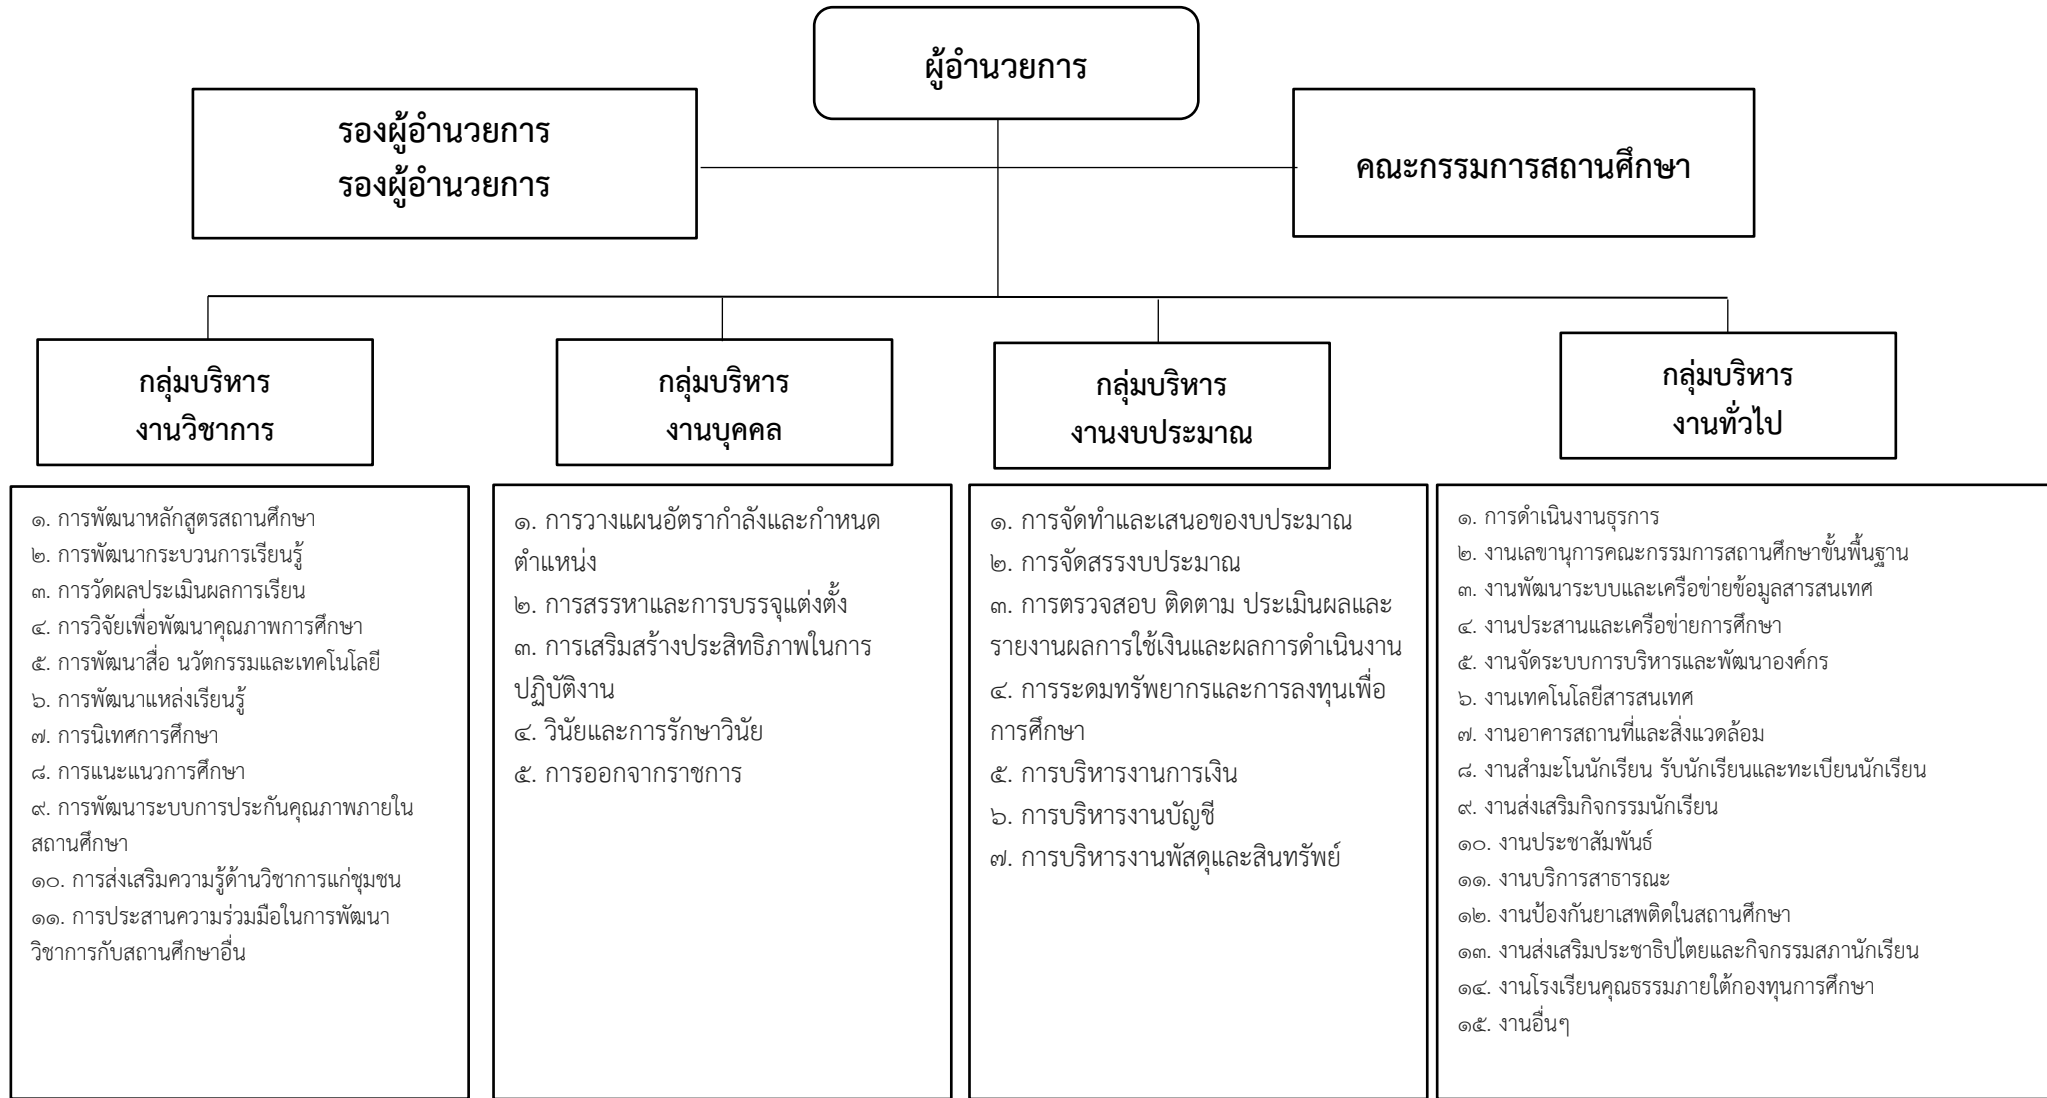 ผู้อำนวยการ
รองผู้อำนวยการ
รองผู้อำนวยการ
คณะกรรมการสถานศึกษา
กลุ่มบริหาร
งานวิชาการ
กลุ่มบริหาร
งานบุคคล
กลุ่มบริหาร
งานงบประมาณ
กลุ่มบริหาร
งานทั่วไป
๑. การพัฒนาหลักสูตรสถานศึกษา
๒. การพัฒนากระบวนการเรียนรู้
๓. การวัดผลประเมินผลการเรียน
๔. การวิจัยเพื่อพัฒนาคุณภาพการศึกษา
๕. การพัฒนาสื่อ นวัตกรรมและเทคโนโลยี
๖. การพัฒนาแหล่งเรียนรู้
๗. การนิเทศการศึกษา
๘. การแนะแนวการศึกษา
๙. การพัฒนาระบบการประกันคุณภาพภายใน
สถานศึกษา
๑๐. การส่งเสริมความรู้ด้านวิชาการแก่ชุมชน
๑๑. การประสานความร่วมมือในการพัฒนา
วิชาการกับสถานศึกษาอื่น
๑. การวางแผนอัตรากำลังและกำหนด
ตำแหน่ง
๒. การสรรหาและการบรรจุแต่งตั้ง
๓. การเสริมสร้างประสิทธิภาพในการ
ปฏิบัติงาน
๔. วินัยและการรักษาวินัย
๕. การออกจากราชการ
๑. การจัดทำและเสนอของบประมาณ
๒. การจัดสรรงบประมาณ
๓. การตรวจสอบ ติดตาม ประเมินผลและ
รายงานผลการใช้เงินและผลการดำเนินงาน
๔. การระดมทรัพยากรและการลงทุนเพื่อ
การศึกษา
๕. การบริหารงานการเงิน
๖. การบริหารงานบัญชี
๗. การบริหารงานพัสดุและสินทรัพย์
๑. การดำเนินงานธุรการ
๒. งานเลขานุการคณะกรรมการสถานศึกษาขั้นพื้นฐาน
๓. งานพัฒนาระบบและเครือข่ายข้อมูลสารสนเทศ
๔. งานประสานและเครือข่ายการศึกษา
๕. งานจัดระบบการบริหารและพัฒนาองค์กร
๖. งานเทคโนโลยีสารสนเทศ
๗. งานอาคารสถานที่และสิ่งแวดล้อม
๘. งานสำมะโนนักเรียน รับนักเรียนและทะเบียนนักเรียน
๙. งานส่งเสริมกิจกรรมนักเรียน
๑๐. งานประชาสัมพันธ์
๑๑. งานบริการสาธารณะ
๑๒. งานป้องกันยาเสพติดในสถานศึกษา
๑๓. งานส่งเสริมประชาธิปไตยและกิจกรรมสภานักเรียน
๑๔. งานโรงเรียนคุณธรรมภายใต้กองทุนการศึกษา
๑๕. งานอื่นๆ